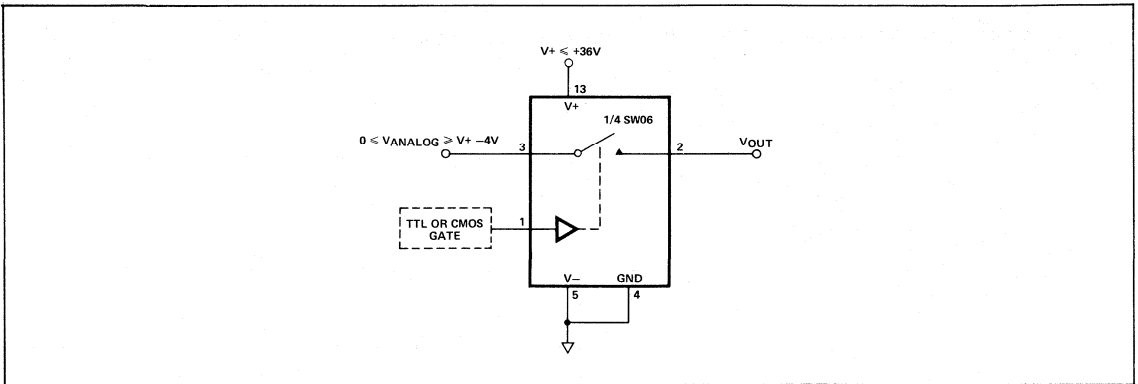 V+ ⩽ +36V
13
V+
1/4 SW06
0 ⩽ VANALOG ⩾ V+ −4V
3
2
VOUT
TTL OR CMOS
GATE
1
V−
GND
5
4